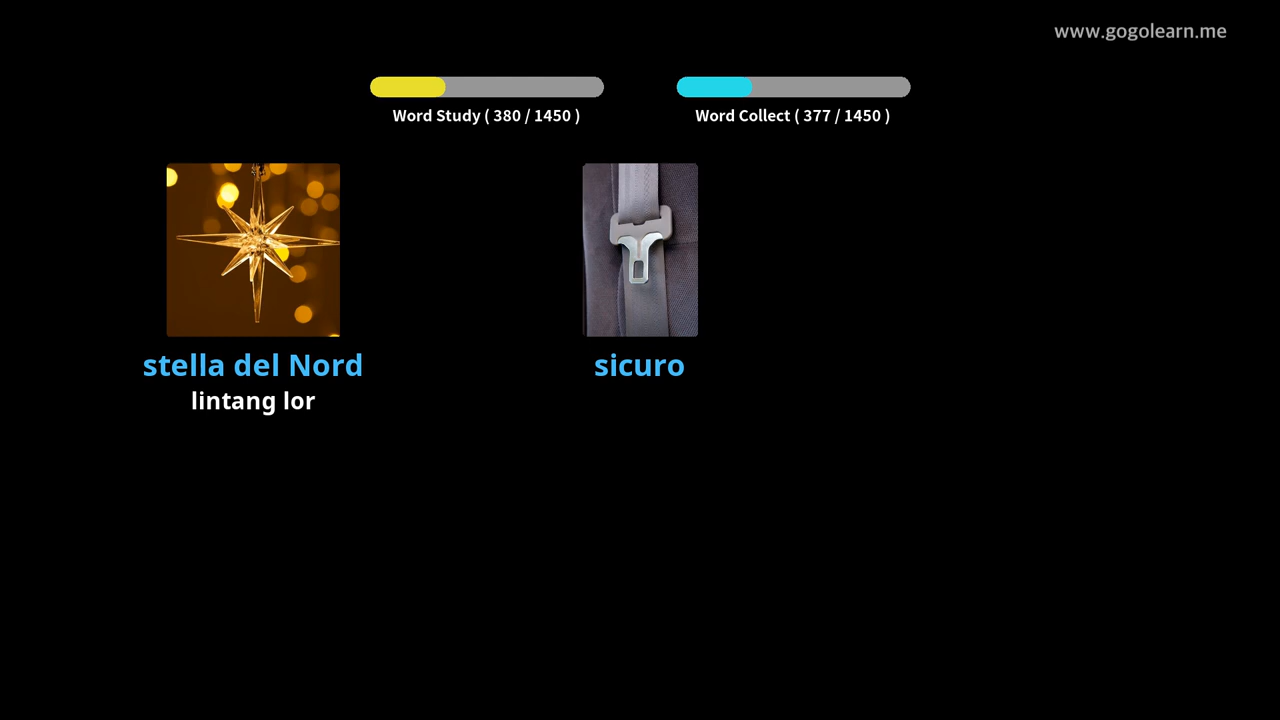 www.gogolearn.me
Word Study ( 380 / 1450 )
Word Collect ( 377 / 1450 )
stella del Nord
lintang lor
sicuro